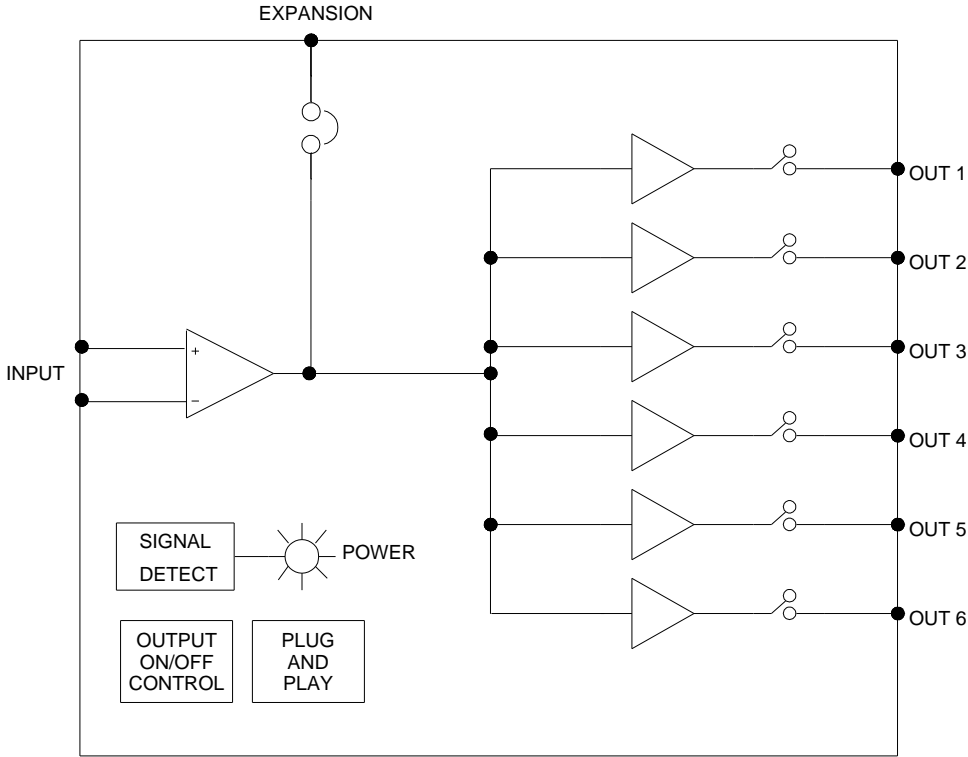 EXPANSION
OUT 1
OUT 2
OUT 3
INPUT
+
−
OUT 4
OUT 5
OUT 6
SIGNAL
DETECT
POWER
OUTPUT
ON/OFF
CONTROL
PLUG
AND
PLAY